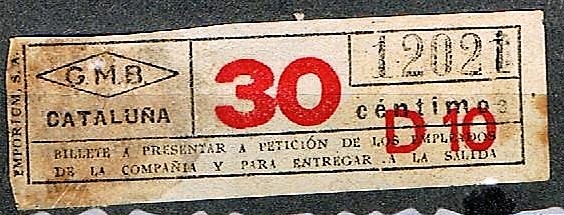 EMPORIUM, S. A.
G.M.B.
CATALUÑA
30
12021
céntimos
D 10
BILLETE A PRESENTAR A PETICIÓN DE LOS EMPLEADOS
DE LA COMPAÑIA Y PARA ENTREGAR A LA SALIDA